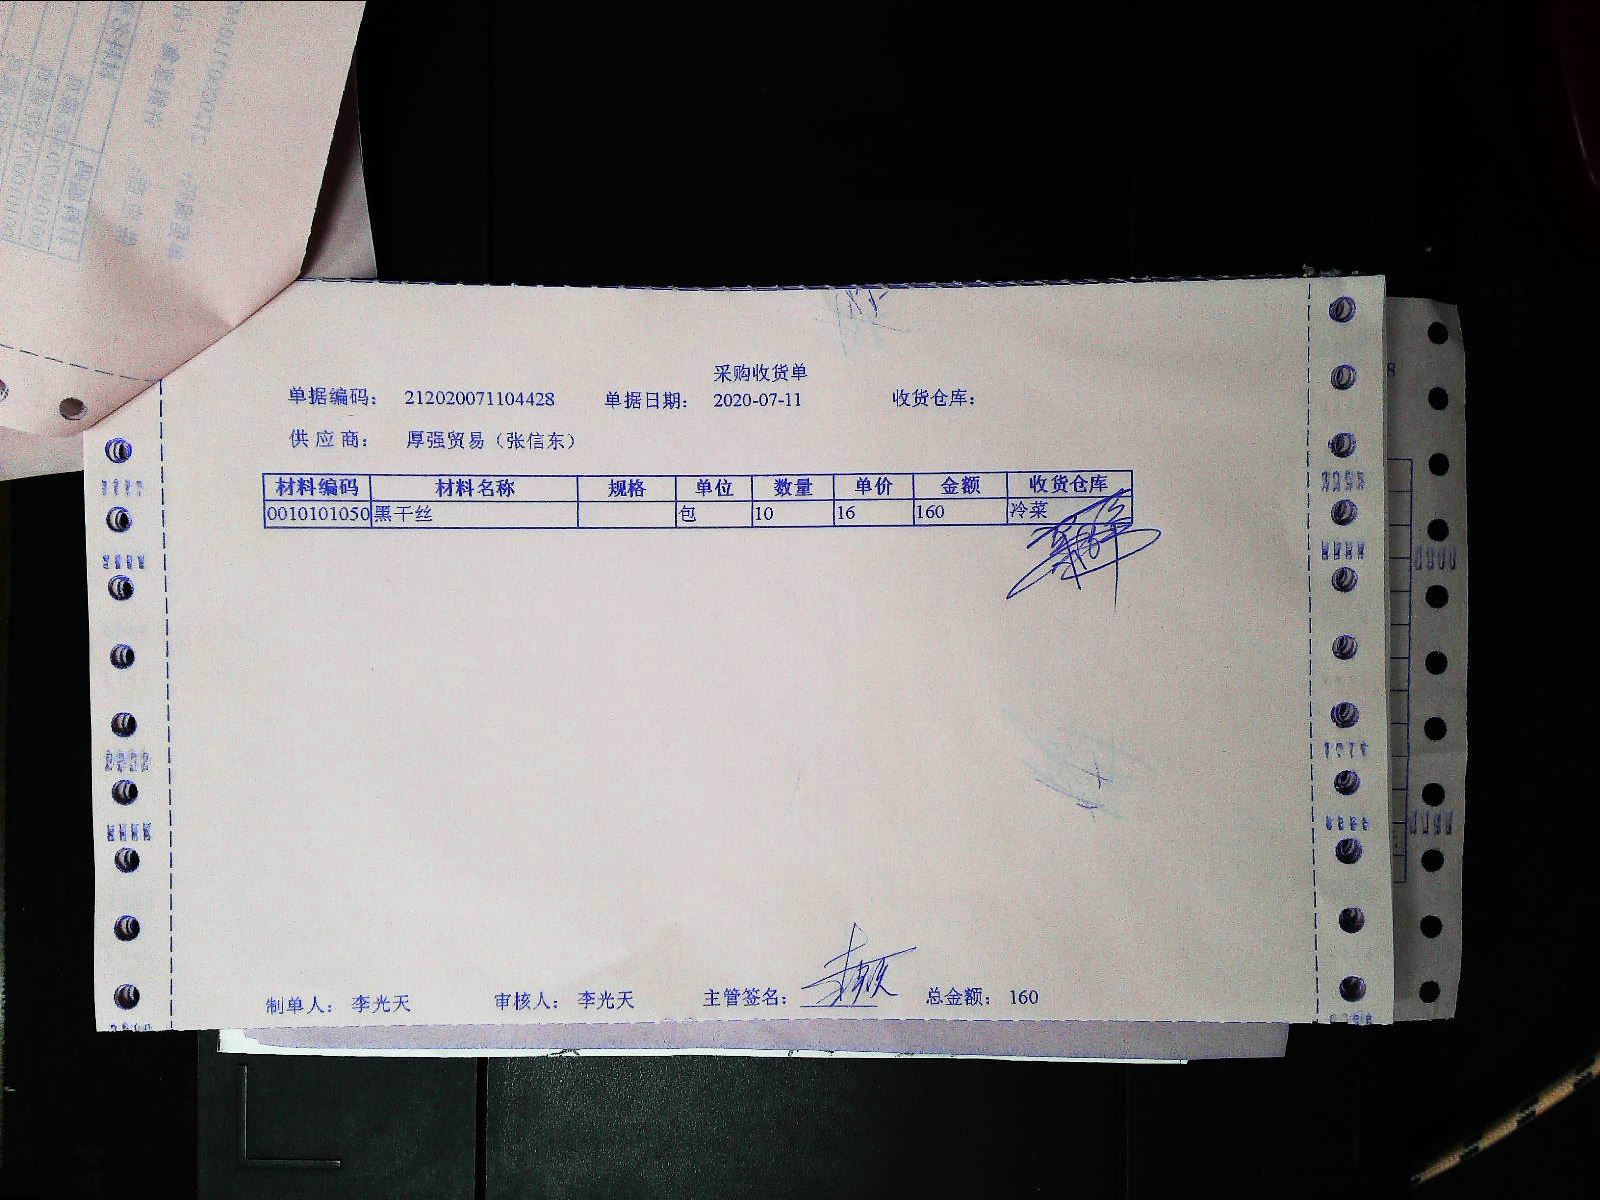 采购收货单
单据编码： 212020071104428 单据日期： 2020-07-11 收货仓库：
供应商： 厚强贸易（张信东）
材料编码 材料名称 规格 单位 数量 单价 金额 收货仓库
0010101050 黑干丝 包 10 16 160 冷菜
制单人： 李光天 审核人： 李光天 主管签名： 总金额： 160